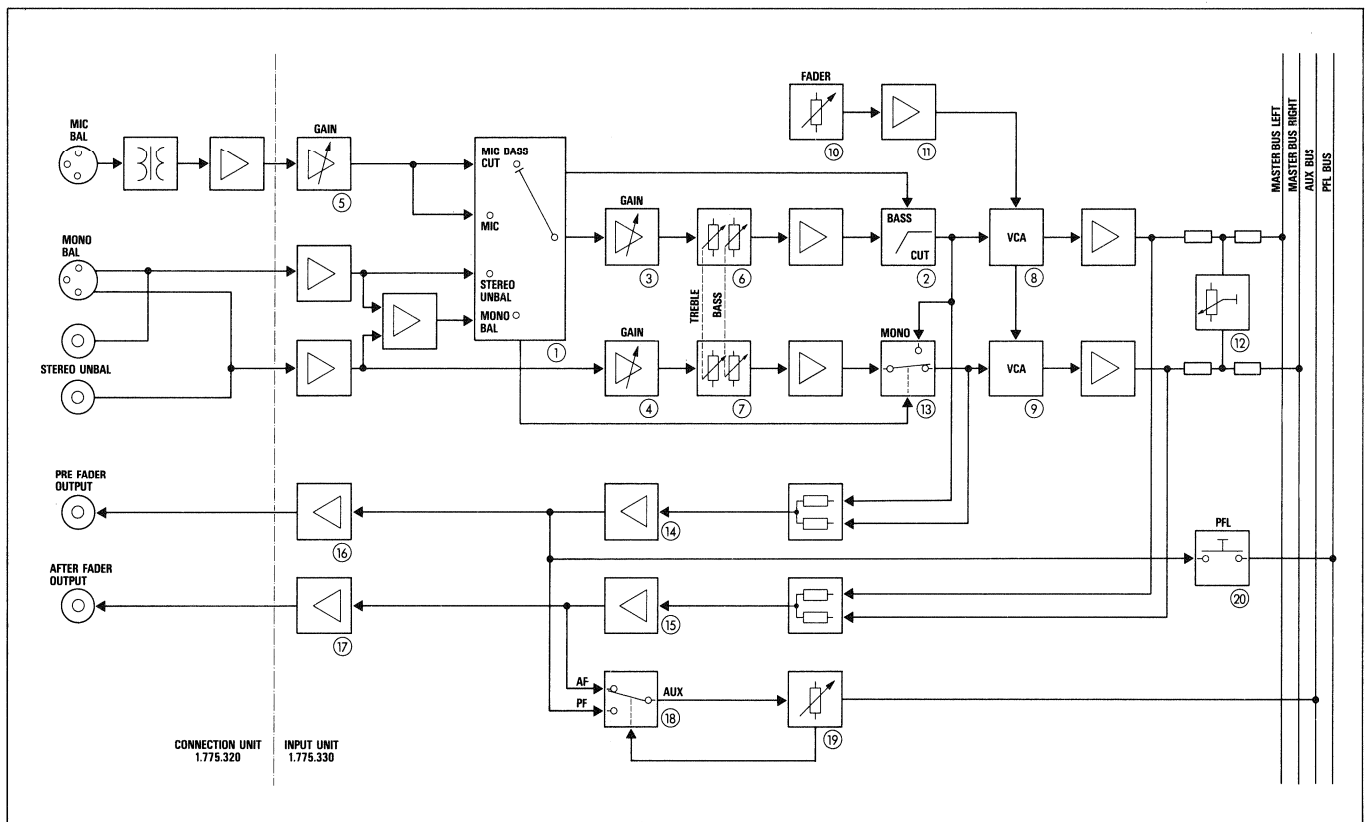 FADER
MIC
BAL
GAIN
MIC BASS
CUT
10
11
5
MIC
STEREO
UNBAL
MONO
BAL
1
MONO
BAL
STEREO UNBAL
GAIN
3
TREBLE
BASS
6
BASS
CUT
2
VCA
8
GAIN
4
7
MONO
13
VCA
9
12
MASTER BUS LEFT
MASTER BUS RIGHT
AUX BUS
PFL BUS
PRE FADER
OUTPUT
16
14
PFL
20
AFTER FADER
OUTPUT
17
15
AF
PF
AUX
18
19
CONNECTION UNIT
1.775.320
INPUT UNIT
1.775.330